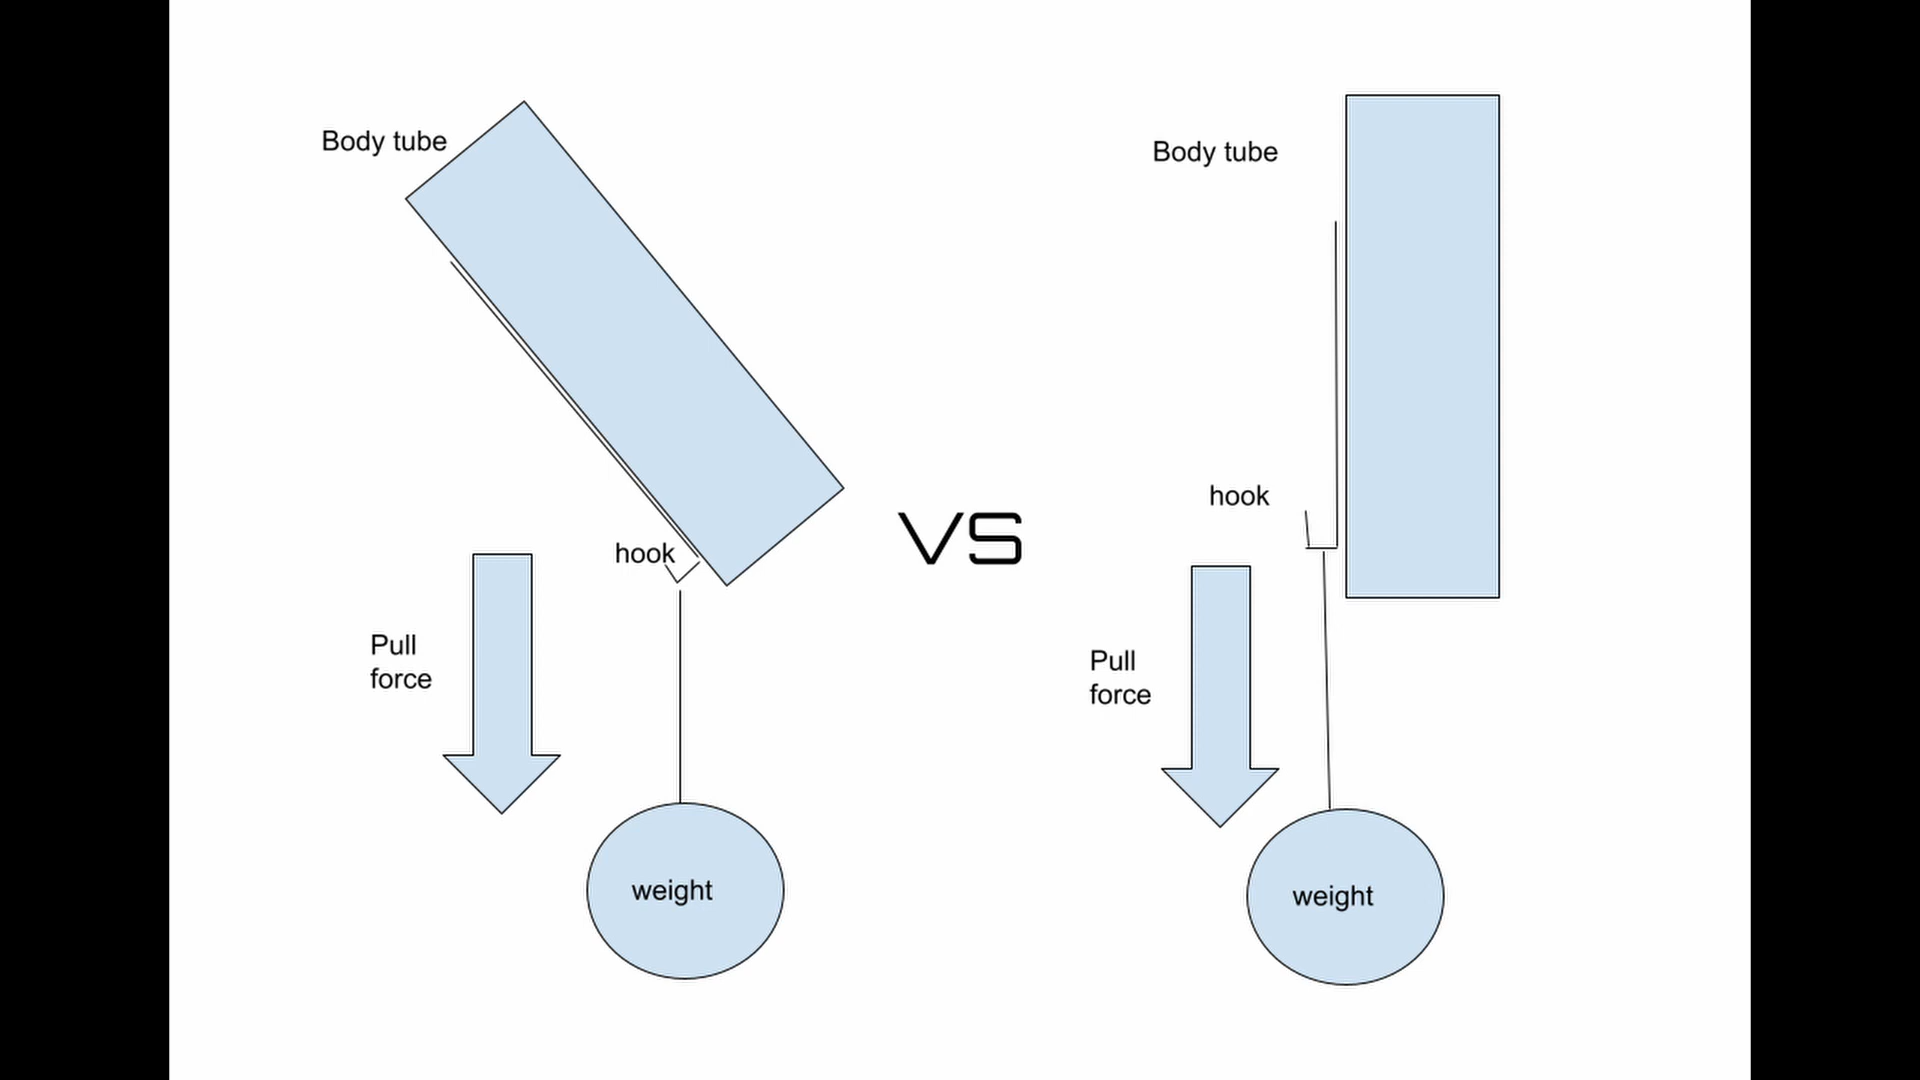 Body tube
hook
Pull
force
weight
VS
Body tube
hook
Pull
force
weight